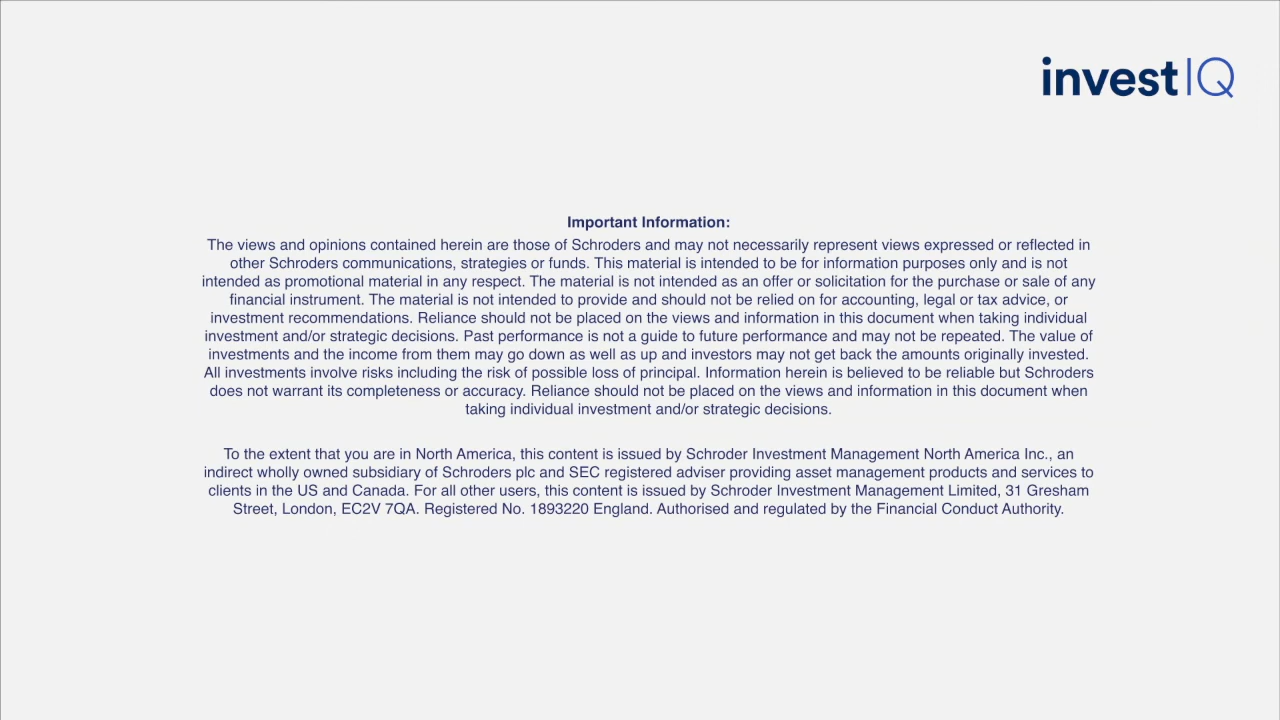 invest|Q
Important Information:
The views and opinions contained herein are those of Schroders and may not necessarily represent views expressed or reflected in
other Schroders communications, strategies or funds. This material is intended to be for information purposes only and is not
intended as promotional material in any respect. The material is not intended as an offer or solicitation for the purchase or sale of any
financial instrument. The material is not intended to provide and should not be relied on for accounting, legal or tax advice, or
investment recommendations. Reliance should not be placed on the views and information in this document when taking individual
investment and/or strategic decisions. Past performance is not a guide to future performance and may not be repeated. The value of
investments and the income from them may go down as well as up and investors may not get back the amounts originally invested.
All investments involve risks including the risk of possible loss of principal. Information herein is believed to be reliable but Schroders
does not warrant its completeness or accuracy. Reliance should not be placed on the views and information in this document when
taking individual investment and/or strategic decisions.
To the extent that you are in North America, this content is issued by Schroder Investment Management North America Inc., an
indirect wholly owned subsidiary of Schroders plc and SEC registered adviser providing asset management products and services to
clients in the US and Canada. For all other users, this content is issued by Schroder Investment Management Limited, 31 Gresham
Street, London, EC2V 7QA. Registered No. 1893220 England. Authorised and regulated by the Financial Conduct Authority.